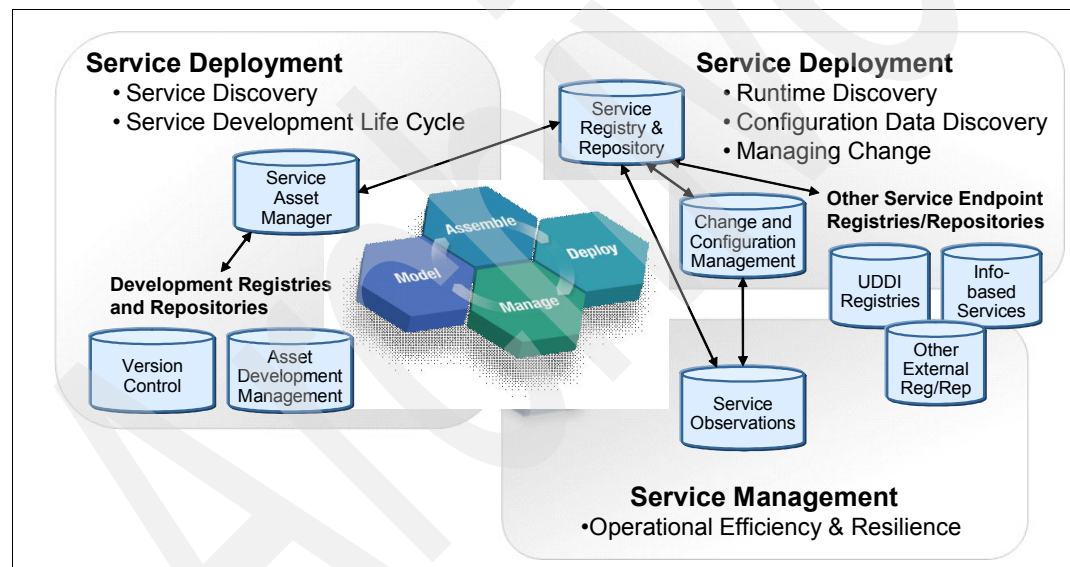 Service Deployment
• Service Discovery
• Service Development Life Cycle
Service
Asset
Manager
Development Registries
and Repositories
Version
Control
Asset
Development
Management
Assemble
Model
Deploy
Manage
Service Deployment
• Runtime Discovery
• Configuration Data Discovery
• Managing Change
Service
Registry &
Repository
Change and
Configuration
Management
Other Service Endpoint
Registries/Repositories
UDDI
Registries
Info-
based
Services
Other
External
Reg/Rep
Service
Observations
Service Management
•Operational Efficiency & Resilience